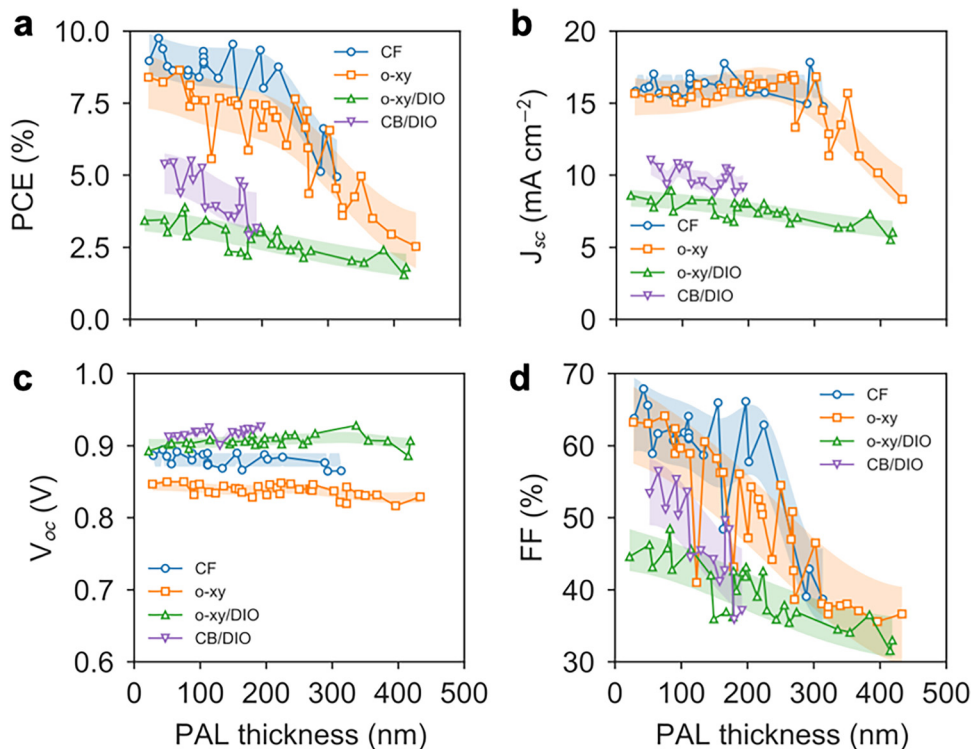 a
10.0
7.5
5.0
2.5
0.0
PCE (%)
CF
o-xy
o-xy/DIO
CB/DIO
b
20
15
10
5
0
J_sc (mA cm⁻²)
CF
o-xy
o-xy/DIO
CB/DIO
c
1.0
0.9
0.8
0.7
0.6
V_oc (V)
CF
o-xy
o-xy/DIO
CB/DIO
0 100 200 300 400 500
PAL thickness (nm)
d
70
60
50
40
30
FF (%)
CF
o-xy
o-xy/DIO
CB/DIO
0 100 200 300 400 500
PAL thickness (nm)